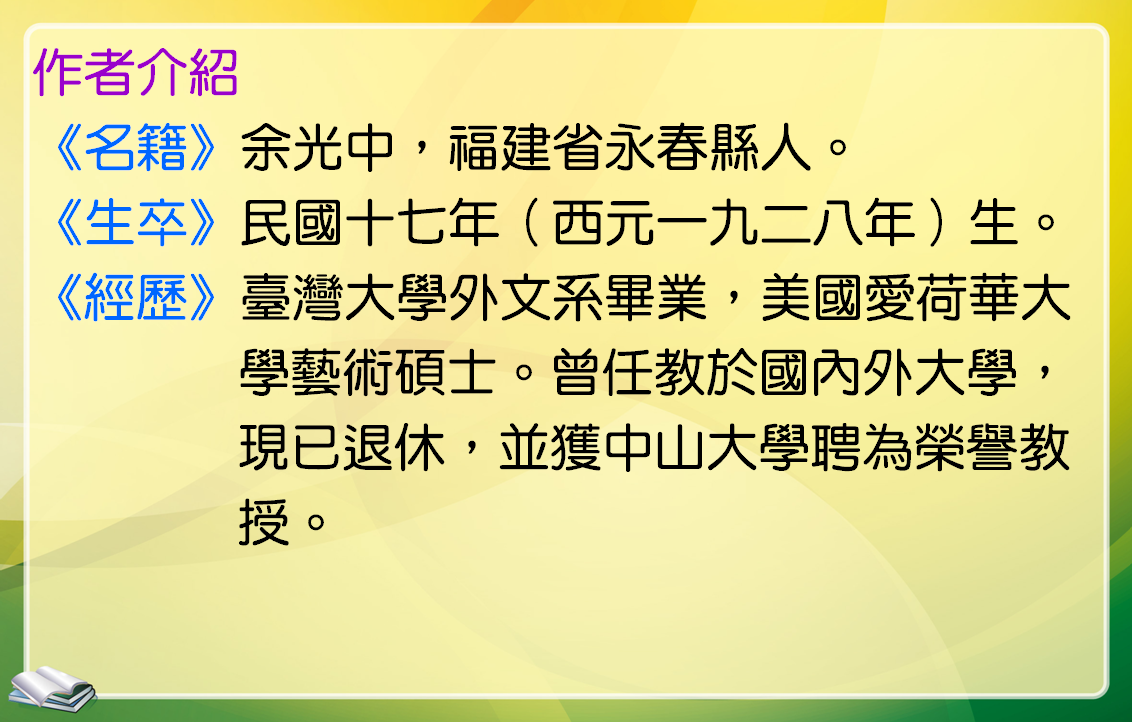 作者介紹
《名籍》余光中，福建省永春縣人。
《生卒》民國十七年（西元一九二八年）生。
《經歷》臺灣大學外文系畢業，美國愛荷華大
學藝術碩士。曾任教於國內外大學，
現已退休，並獲中山大學聘為榮譽教
授。